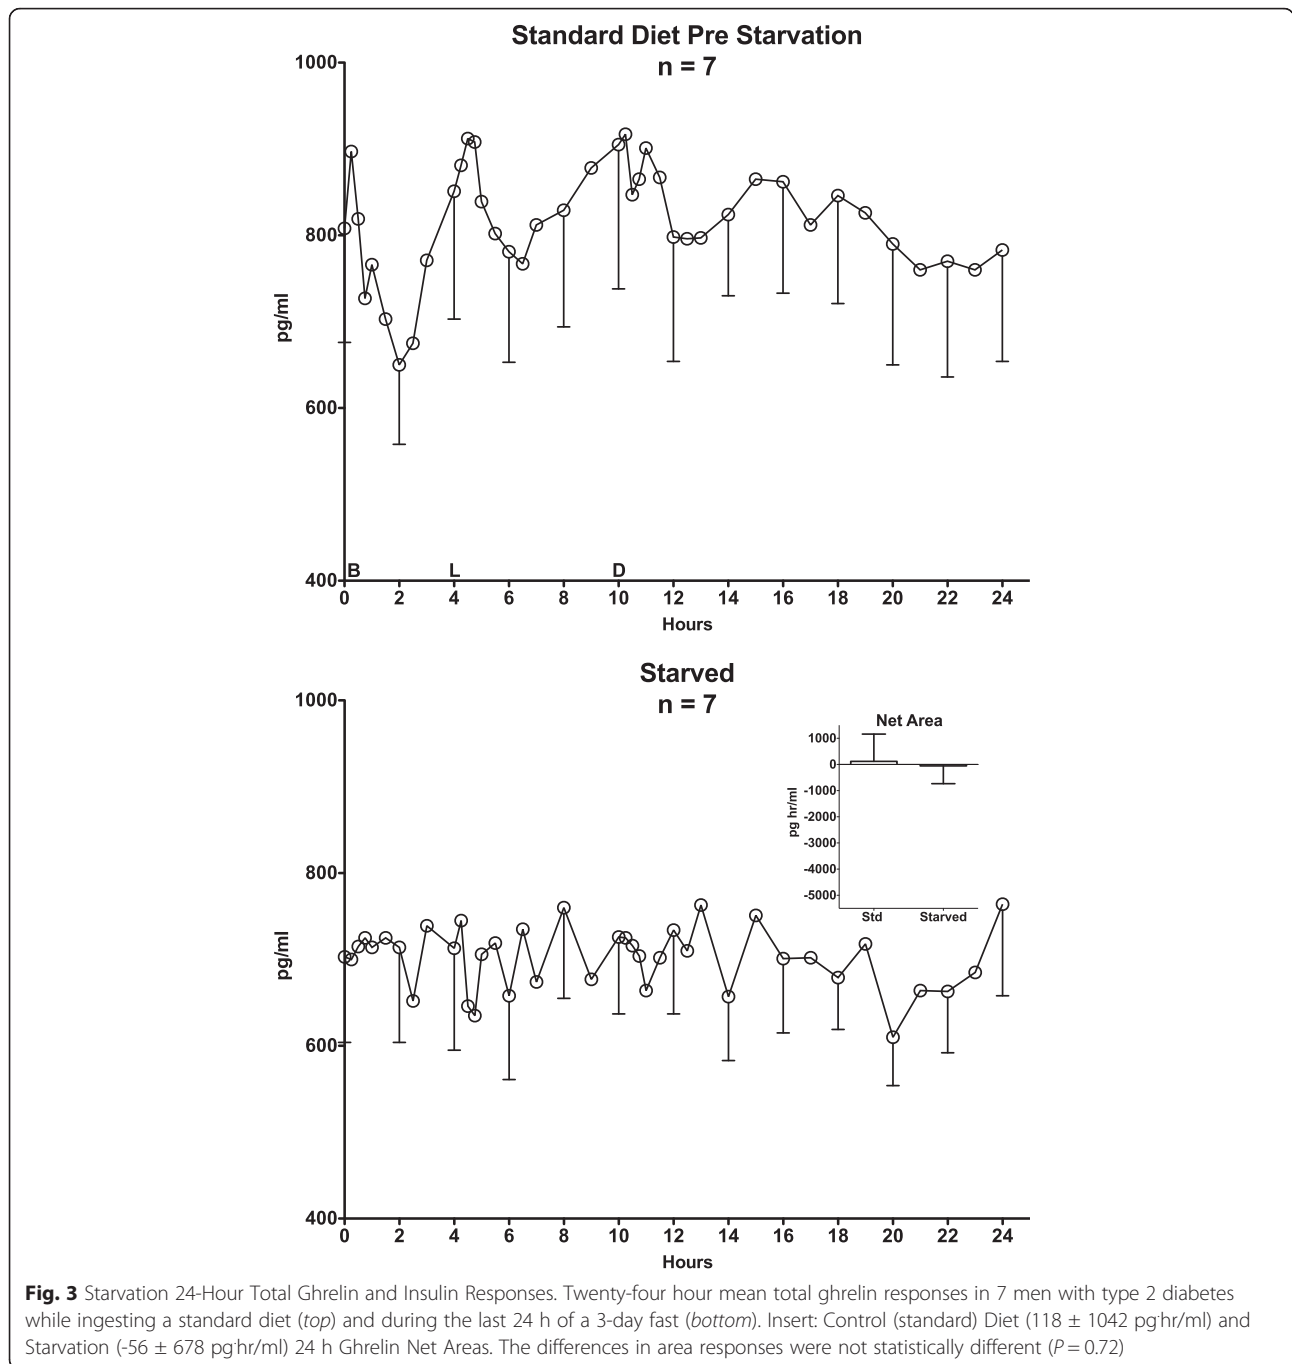 Standard Diet Pre Starvation
n = 7
1000
800
600
400
pg/ml
B L D
0 2 4 6 8 10 12 14 16 18 20 22 24
Hours
Starved
n = 7
1000
800
600
400
pg/ml
Net Area
1000
0
-1000
-2000
-3000
-4000
-5000
pg hr/ml
Std Starved
0 2 4 6 8 10 12 14 16 18 20 22 24
Hours
Fig. 3 Starvation 24-Hour Total Ghrelin and Insulin Responses. Twenty-four hour mean total ghrelin responses in 7 men with type 2 diabetes
while ingesting a standard diet (top) and during the last 24 h of a 3-day fast (bottom). Insert: Control (standard) Diet (118 ± 1042 pg·hr/ml) and
Starvation (-56 ± 678 pg·hr/ml) 24 h Ghrelin Net Areas. The differences in area responses were not statistically different (P = 0.72)